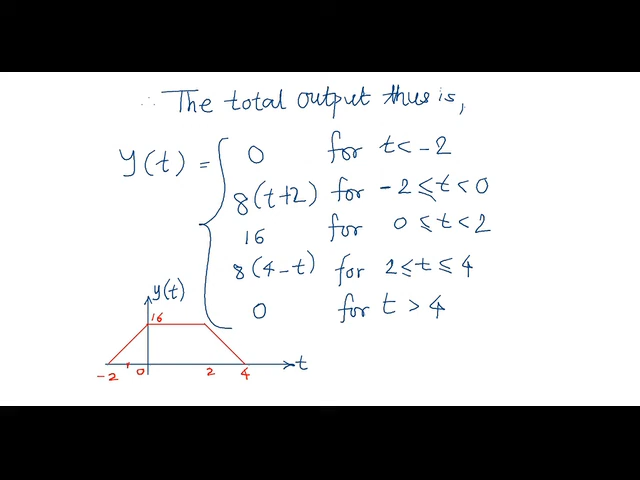 ∴ The total output thus is,
y(t) = { 0 for t < -2
8(t+2) for -2 ≤ t < 0
16 for 0 ≤ t < 2
8(4-t) for 2 ≤ t ≤ 4
0 for t > 4
y(t)
16
t
-2 0 2 4